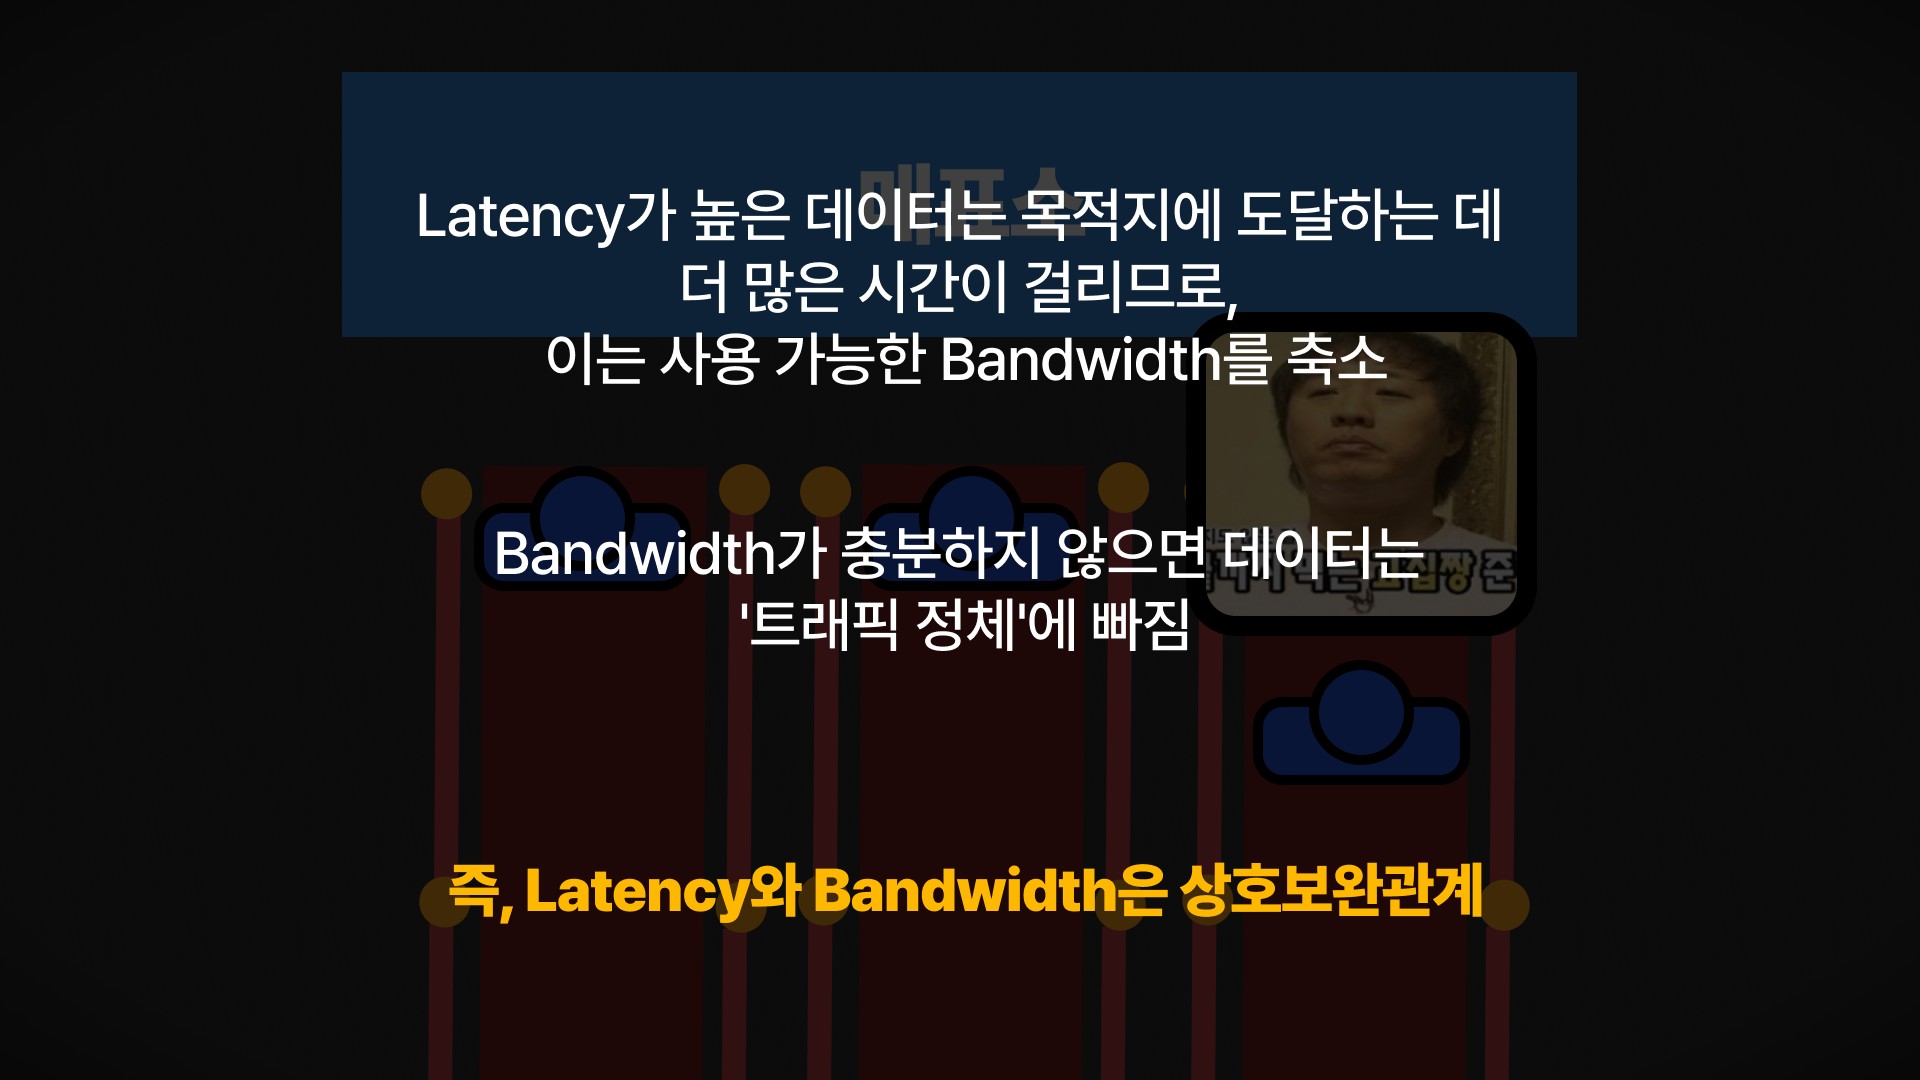 매표소
Latency가 높은 데이터는 목적지에 도달하는 데
더 많은 시간이 걸리므로,
이는 사용 가능한 Bandwidth를 축소
Bandwidth가 충분하지 않으면 데이터는
'트래픽 정체'에 빠짐
즉, Latency와 Bandwidth은 상호보완관계